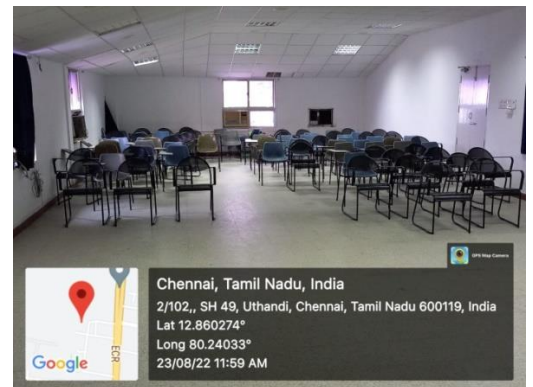 GPS Map Camera
Chennai, Tamil Nadu, India
2/102,, SH 49, Uthandi, Chennai, Tamil Nadu 600119, India
Lat 12.860274°
Long 80.24033°
23/08/22 11:59 AM
Google
ECR